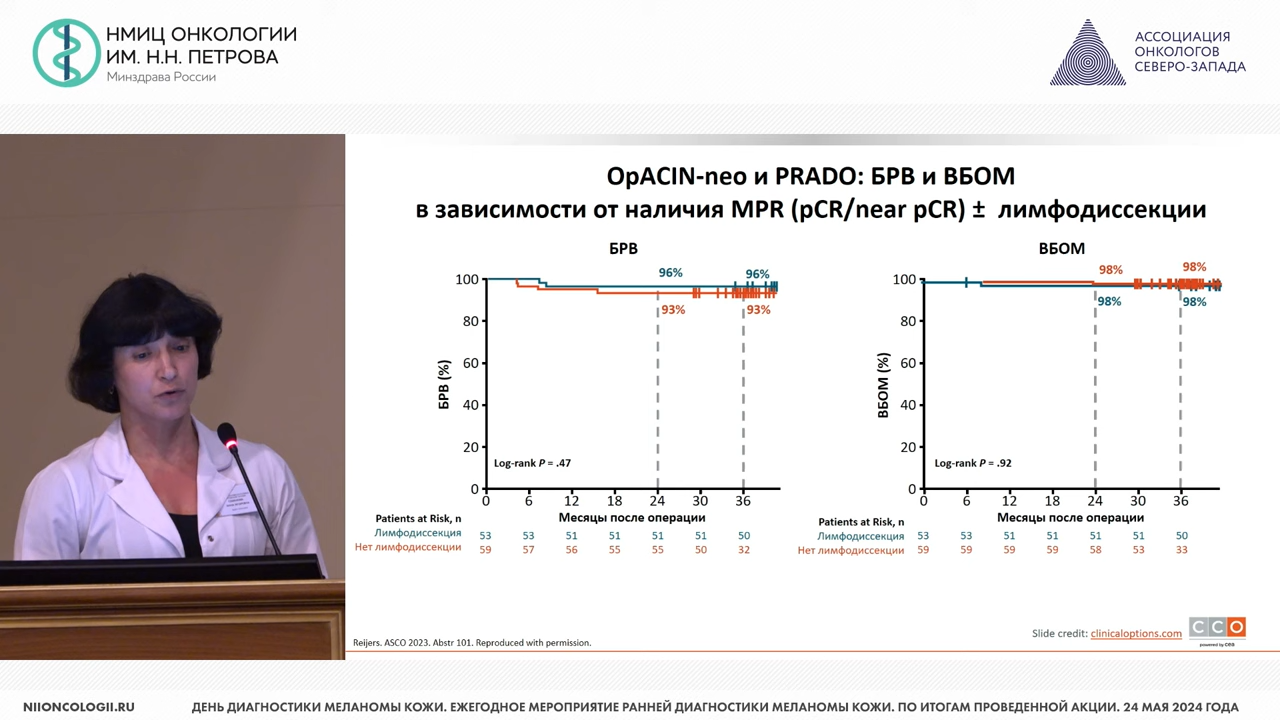 НМИЦ ОНКОЛОГИИ
ИМ. Н.Н. ПЕТРОВА
Минздрава России
АССОЦИАЦИЯ
ОНКОЛОГОВ
СЕВЕРО-ЗАПАДА
OpACIN-neo и PRADO: БРВ и ВБОМ
в зависимости от наличия MPR (pCR/near pCR) ± лимфодиссекции
БРВ
100
80
60
40
20
0
БРВ (%)
96%
96%
93%
93%
Log-rank P = .47
0 6 12 18 24 30 36
Месяцы после операции
Patients at Risk, n
Лимфодиссекция 53 53 51 51 51 51 50
Нет лимфодиссекции 59 57 56 55 55 50 32
ВБОМ
100
80
60
40
20
0
ВБОМ (%)
98%
98%
98%
98%
Log-rank P = .92
0 6 12 18 24 30 36
Месяцы после операции
Patients at Risk, n
Лимфодиссекция 53 53 51 51 51 51 50
Нет лимфодиссекции 59 59 59 59 58 53 33
Reijers. ASCO 2023. Abstr 101. Reproduced with permission.
Slide credit: clinicaloptions.com
CCO
powered by CEG
NIIONCOLOGII.RU
ДЕНЬ ДИАГНОСТИКИ МЕЛАНОМЫ КОЖИ. ЕЖЕГОДНОЕ МЕРОПРИЯТИЕ РАННЕЙ ДИАГНОСТИКИ МЕЛАНОМЫ КОЖИ. ПО ИТОГАМ ПРОВЕДЕННОЙ АКЦИИ. 24 МАЯ 2024 ГОДА